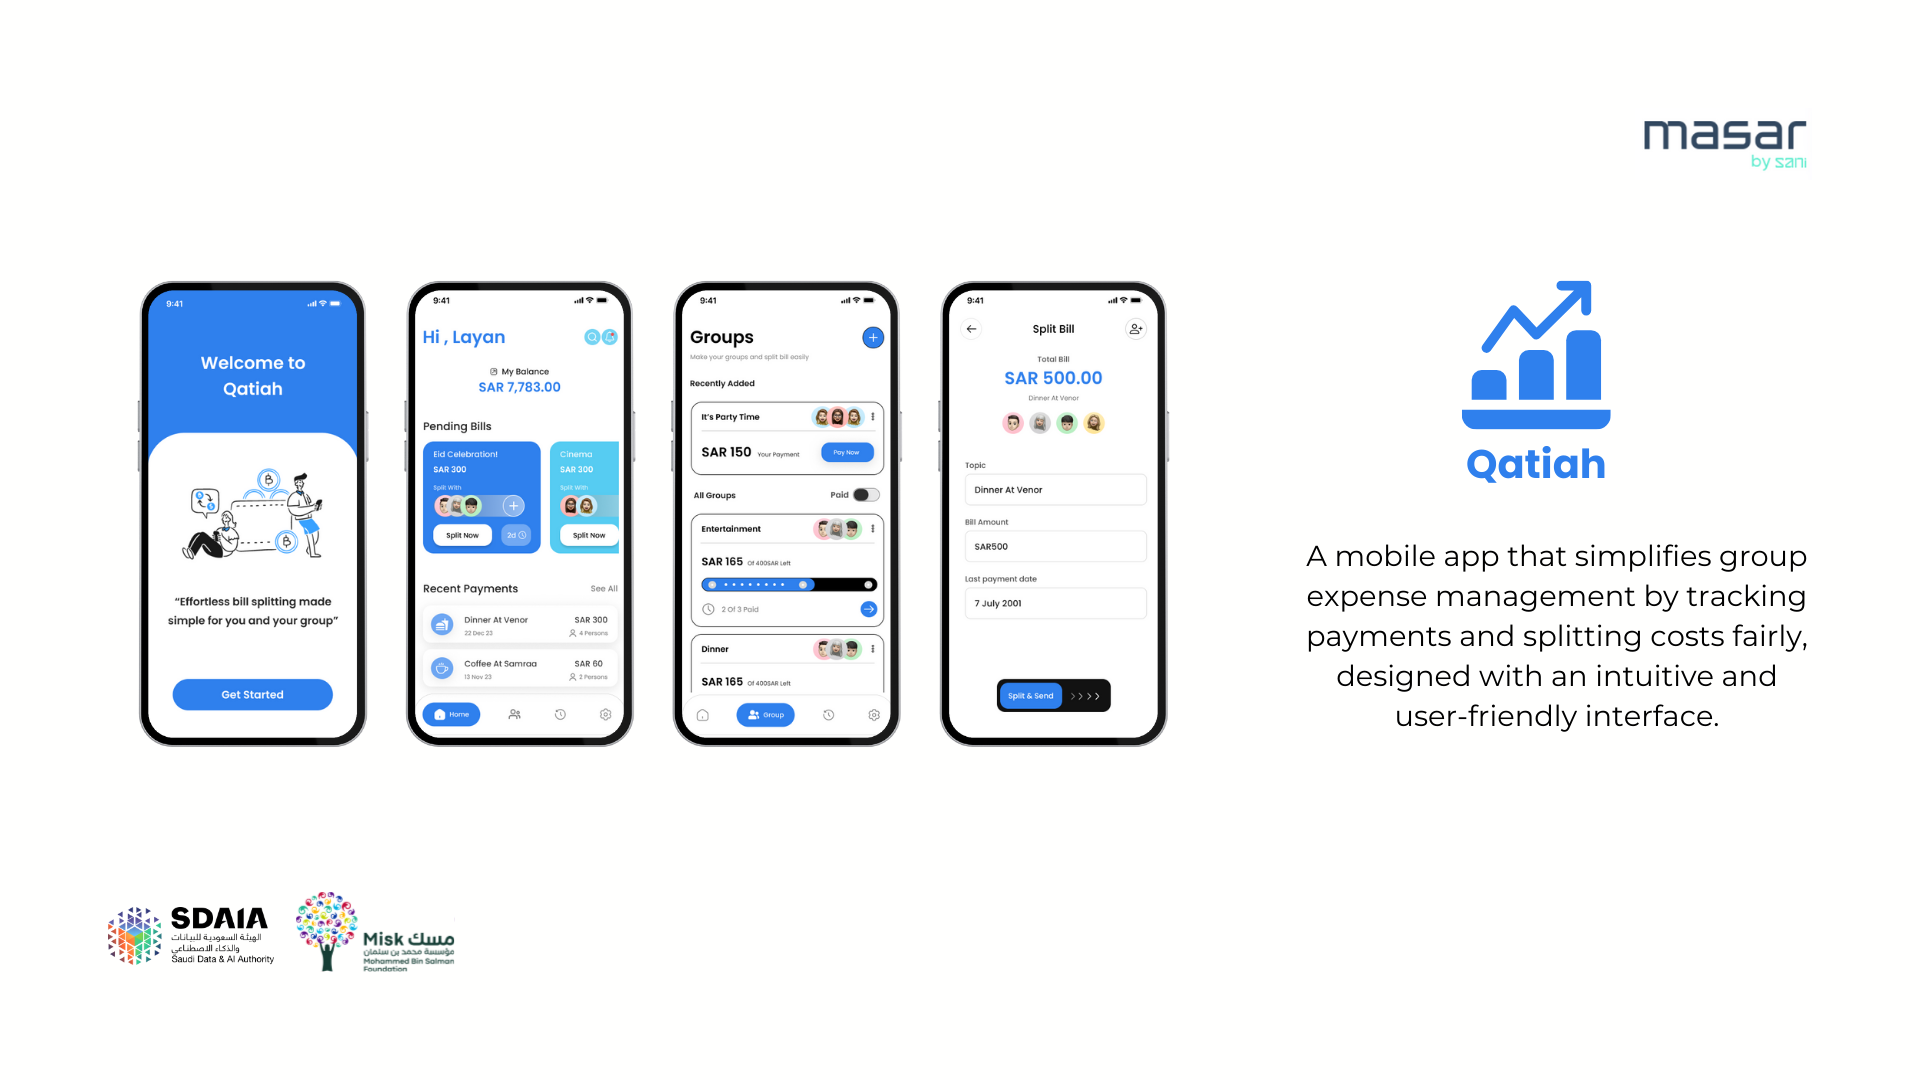 masar
by sani
9:41
Welcome to
Qatiah
“Effortless bill splitting made
simple for you and your group”
Get Started
9:41
Hi , Layan
My Balance
SAR 7,783.00
Pending Bills
Eid Celebration!
SAR 300
Split With
Split Now
2d
Cinema
SAR 300
Split With
Split Now
Recent Payments
See All
Dinner At Venor
SAR 300
22 Dec 23
4 Persons
Coffee At Samraa
SAR 60
13 Nov 23
2 Persons
Home
9:41
Groups
Make your groups and split bill easily
Recently Added
It's Party Time
SAR 150 Your Payment
Pay Now
All Groups
Paid
Entertainment
SAR 165 Of 400SAR Left
2 Of 3 Paid
Dinner
SAR 165 Of 400SAR Left
Group
9:41
Split Bill
Total Bill
SAR 500.00
Dinner At Venor
Topic
Dinner At Venor
Bill Amount
SAR500
Last payment date
7 July 2001
Split & Send
Qatiah
A mobile app that simplifies group
expense management by tracking
payments and splitting costs fairly,
designed with an intuitive and
user-friendly interface.
SDAIA
الهيئة السعودية للبيانات
والذكاء الاصطناعي
Saudi Data & AI Authority
Misk مسك
مؤسسة محمد بن سلمان
Mohammed Bin Salman
Foundation